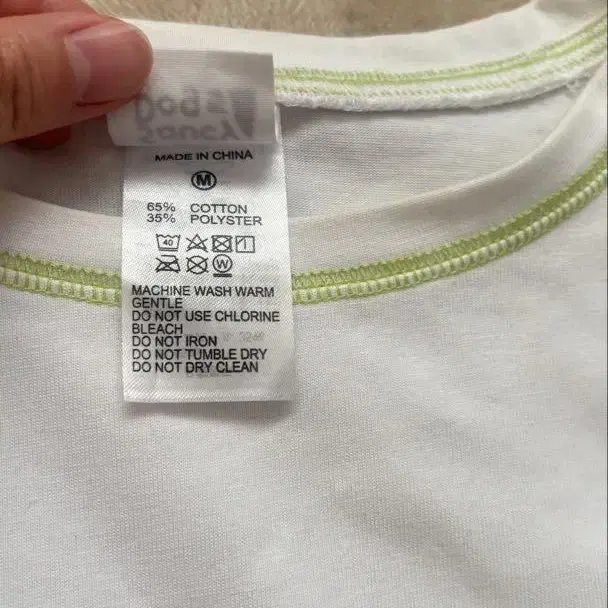 MADE IN CHINA
M
65% COTTON
35% POLYESTER
40
W
MACHINE WASH WARM
GENTLE
DO NOT USE CHLORINE
BLEACH
DO NOT IRON
DO NOT TUMBLE DRY
DO NOT DRY CLEAN